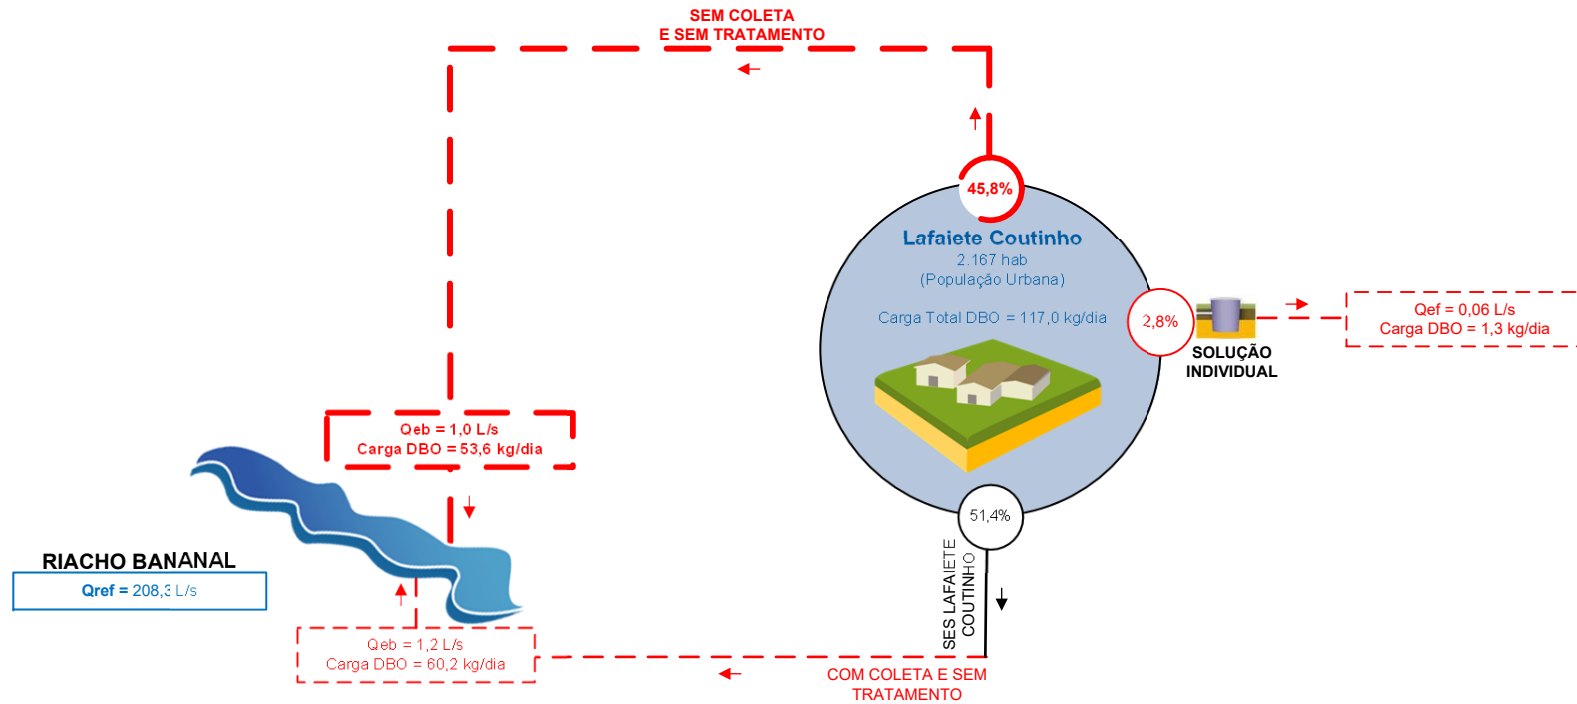 SEM COLETA
E SEM TRATAMENTO
45,8%
Lafaiete Coutinho
2.167 hab
(População Urbana)
Carga Total DBO = 117,0 kg/dia
2,8%
SOLUÇÃO
INDIVIDUAL
Qef = 0,06 L/s
Carga DBO = 1,3 kg/dia
Qeb = 1,0 L/s
Carga DBO = 53,6 kg/dia
51,4%
SES LAFAIETE
COUTINHO
RIACHO BANANAL
Qref = 208,3 L/s
Qeb = 1,2 L/s
Carga DBO = 60,2 kg/dia
COM COLETA E SEM
TRATAMENTO